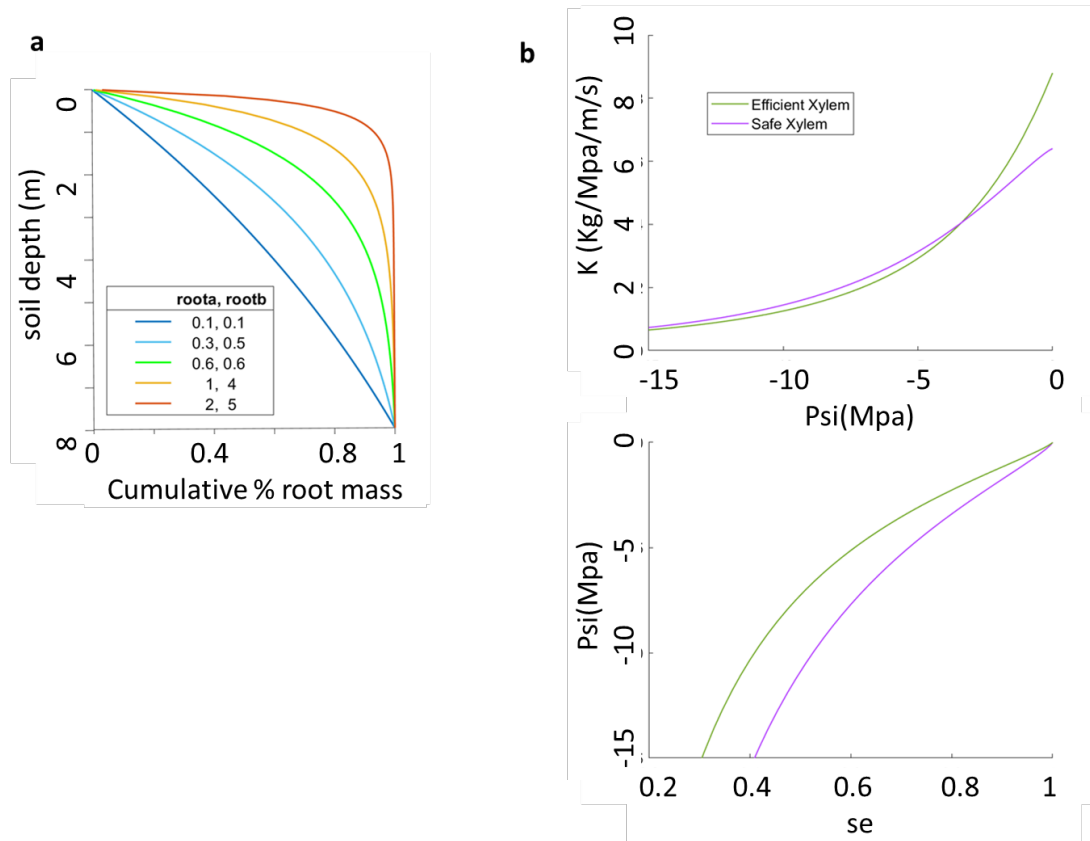 a
soil depth (m)
0
2
4
6
8
roota, rootb
0.1, 0.1
0.3, 0.5
0.6, 0.6
1, 4
2, 5
0 0.4 0.8 1
Cumulative % root mass
b
K (Kg/Mpa/m/s)
10
8
6
4
2
0
Efficient Xylem
Safe Xylem
-15 -10 -5 0
Psi(Mpa)
Psi(Mpa)
0
-5
-10
-15
0.2 0.4 0.6 0.8 1
se